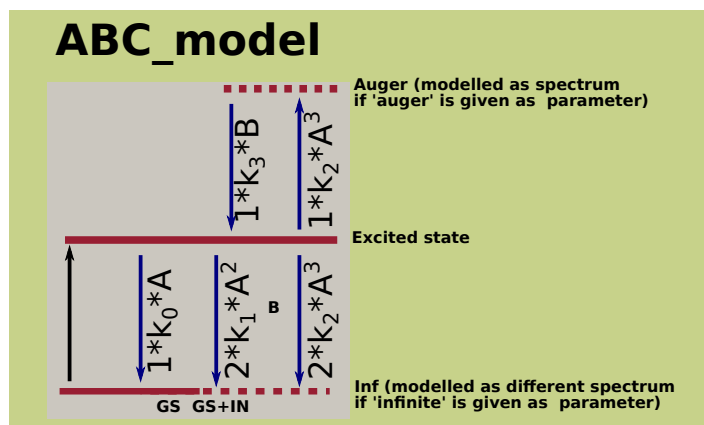 ABC_model
Auger (modelled as spectrum
if 'auger' is given as  parameter)
1*k₃*B
1*k₂*A³
Excited state
1*k₀*A
2*k₁*A²
B
2*k₂*A³
Inf (modelled as different spectrum
if 'infinite' is given as  parameter)
GS GS+IN